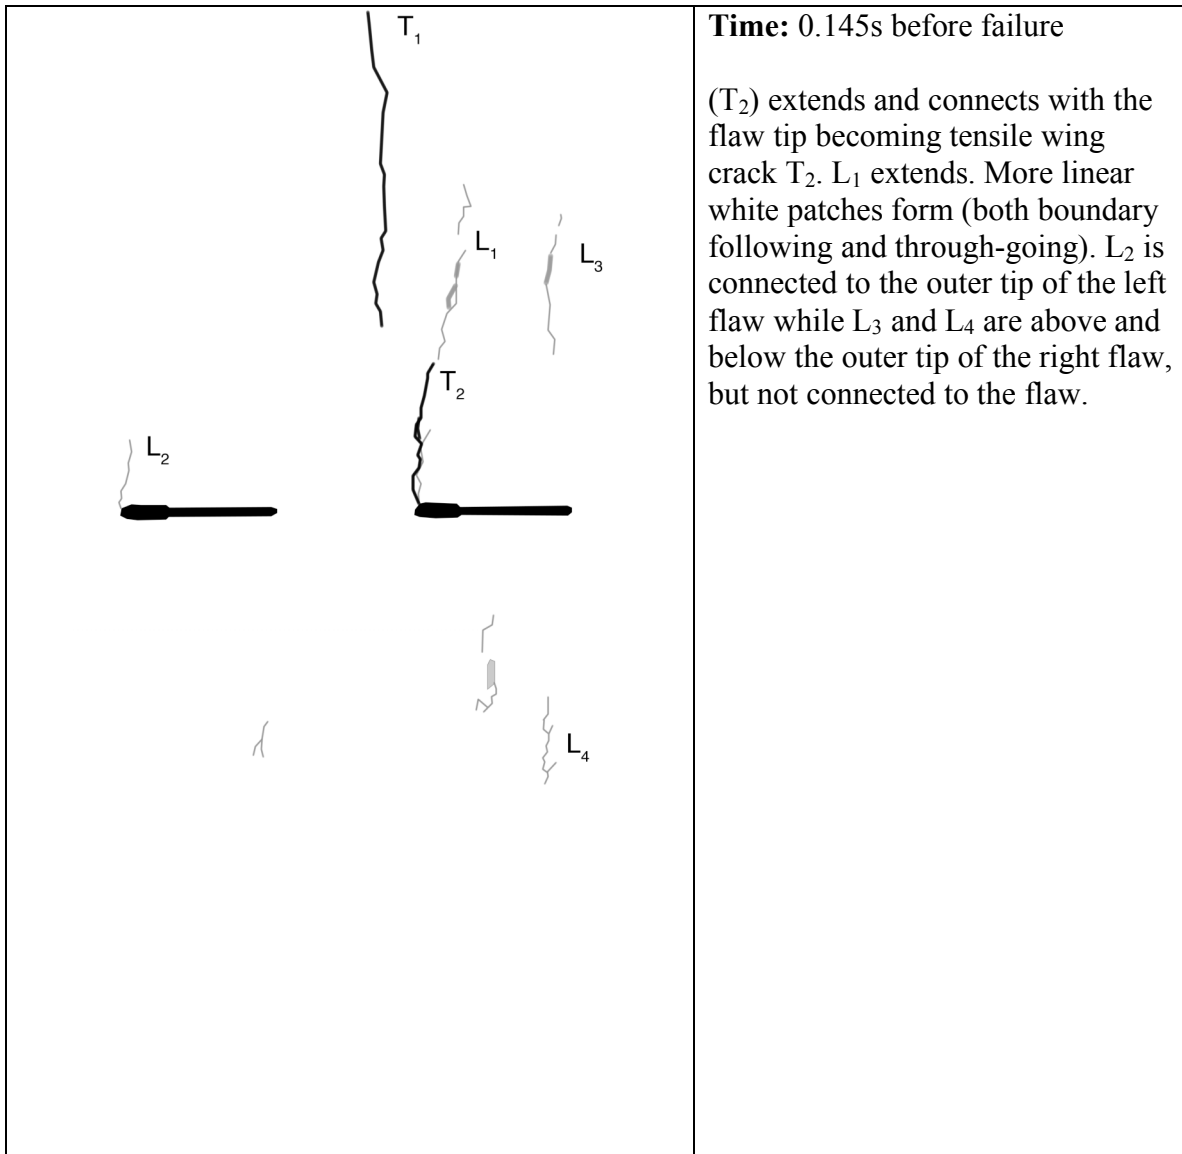 T₁
L₁
L₃
T₂
L₂
L₄
Time: 0.145s before failure
(T₂) extends and connects with the
flaw tip becoming tensile wing
crack T₂. L₁ extends. More linear
white patches form (both boundary
following and through-going). L₂ is
connected to the outer tip of the left
flaw while L₃ and L₄ are above and
below the outer tip of the right flaw,
but not connected to the flaw.